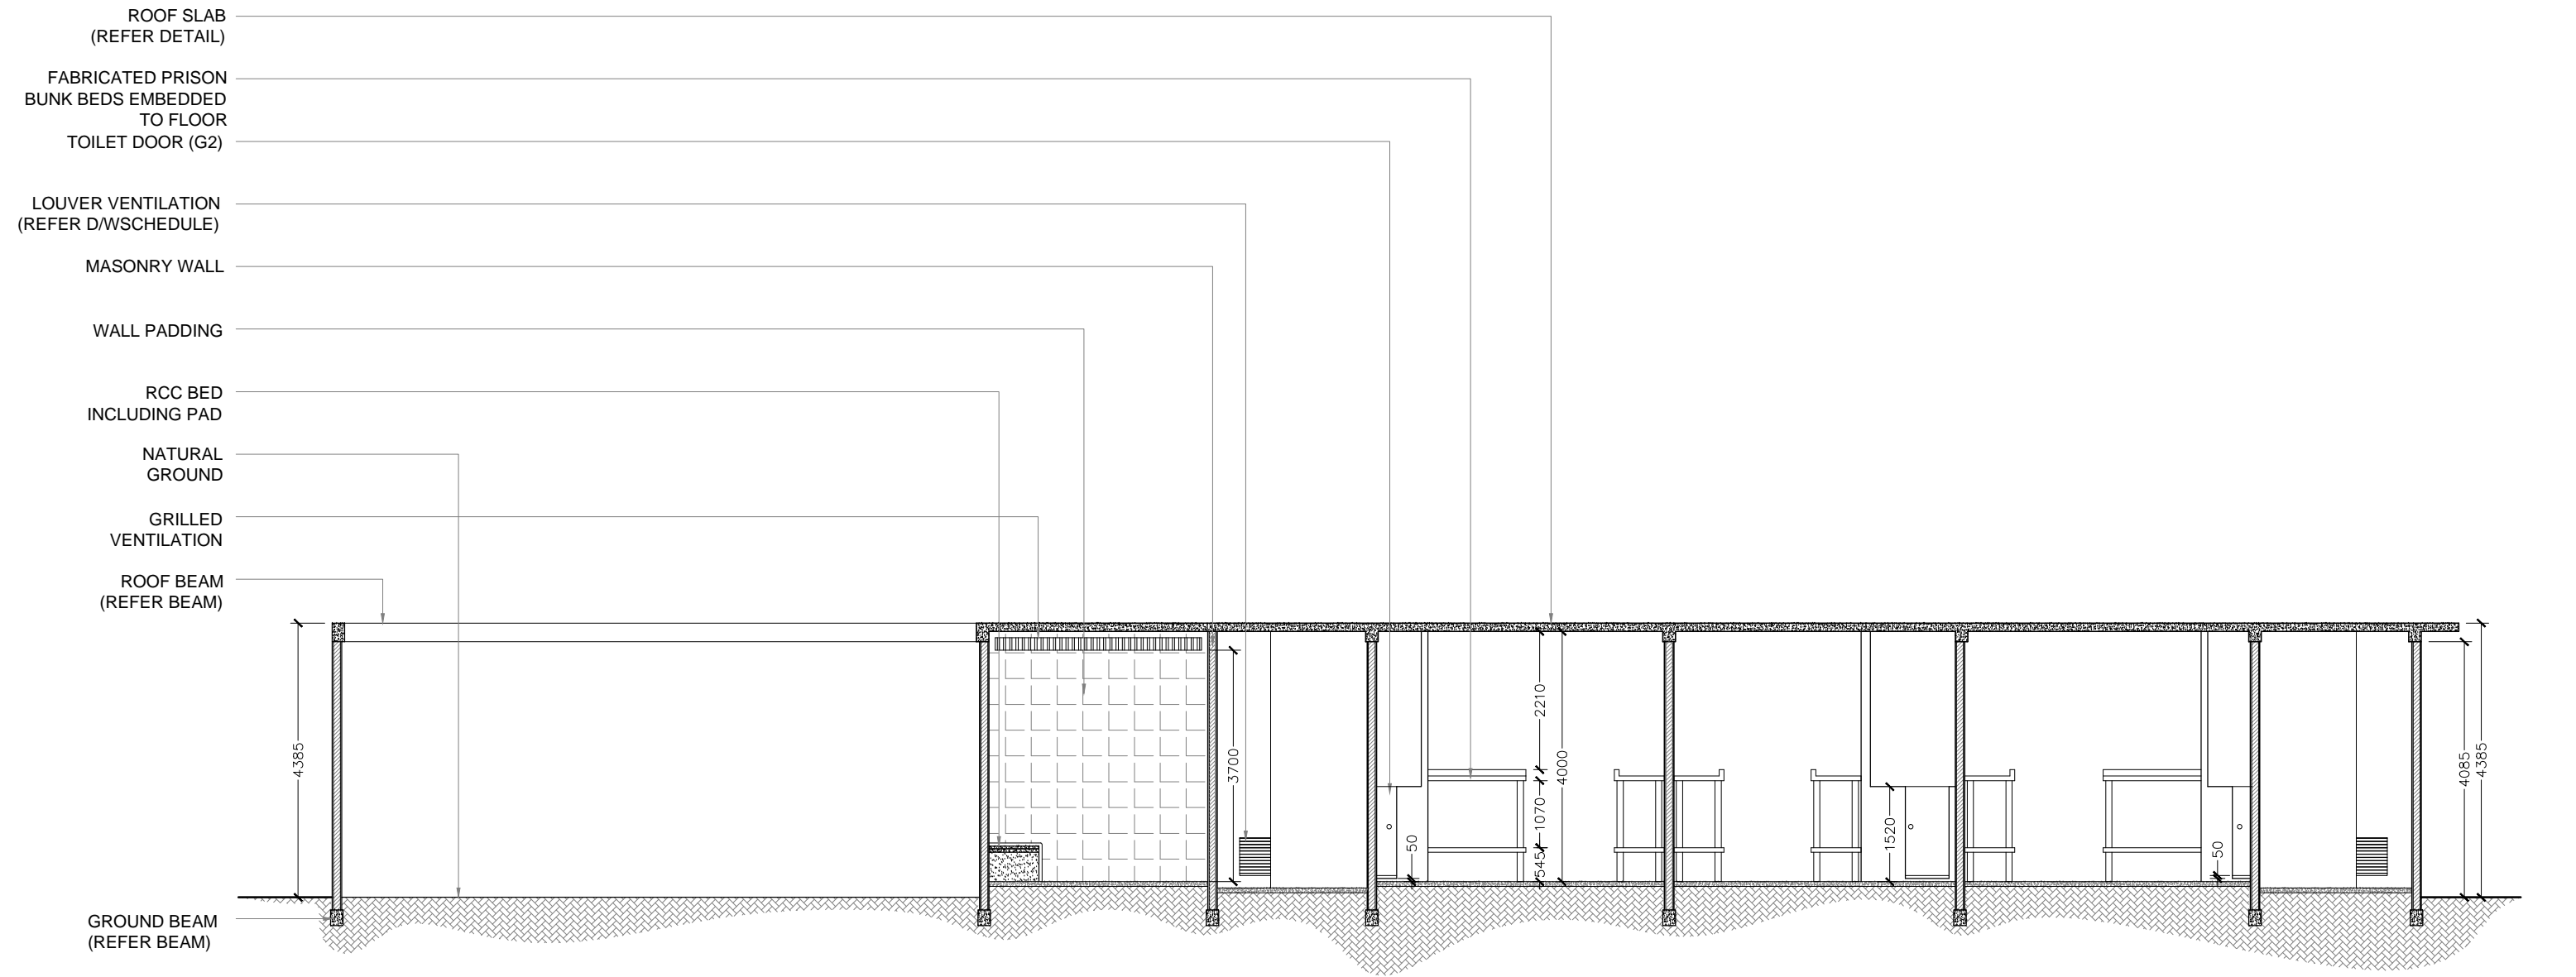 ROOF SLAB
(REFER DETAIL)
FABRICATED PRISON
BUNK BEDS EMBEDDED
TO FLOOR
TOILET DOOR (G2)
LOUVER VENTILATION
(REFER D/WSCHEDULE)
MASONRY WALL
WALL PADDING
RCC BED
INCLUDING PAD
NATURAL
GROUND
GRILLED
VENTILATION
ROOF BEAM
(REFER BEAM)
GROUND BEAM
(REFER BEAM)
4385
3700
50
2210
1070
545
4000
1520
50
4085
4385